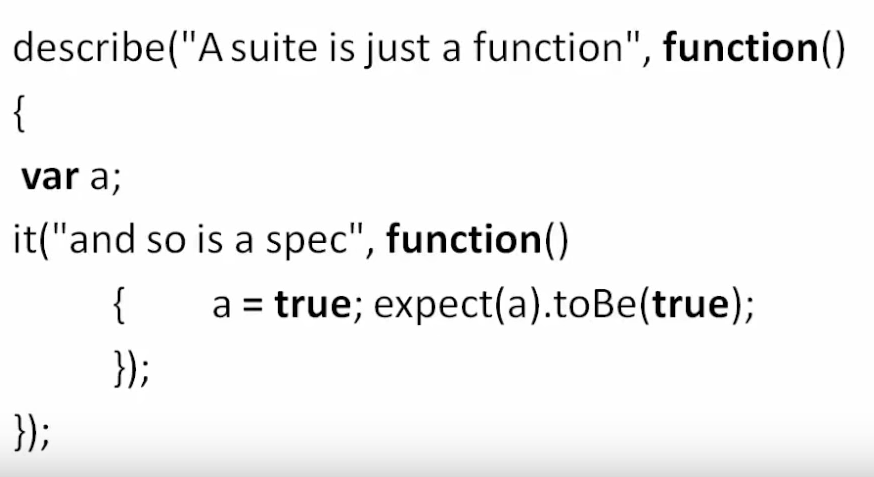 describe("A suite is just a function", function()
{
var a;
it("and so is a spec", function()
{ a = true; expect(a).toBe(true);
});
});